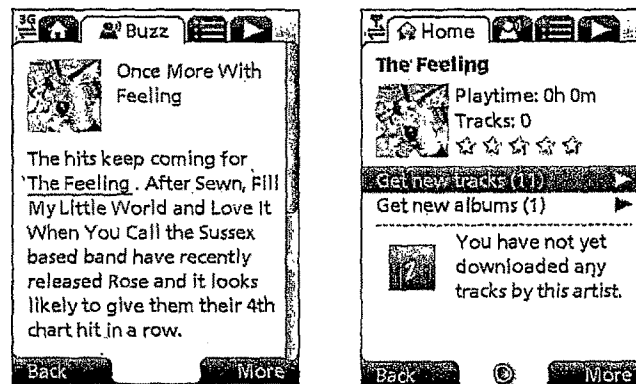 3G
Buzz
Once More With
Feeling
The hits keep coming for
The Feeling . After Sewn, Fill
My Little World and Love It
When You Call the Sussex
based band have recently
released Rose and it looks
likely to give them their 4th
chart hit in a row.
Back More
Home
The Feeling
Playtime: 0h 0m
Tracks: 0
Get new tracks (11)
Get new albums (1)
You have not yet
downloaded any
tracks by this artist.
Back More